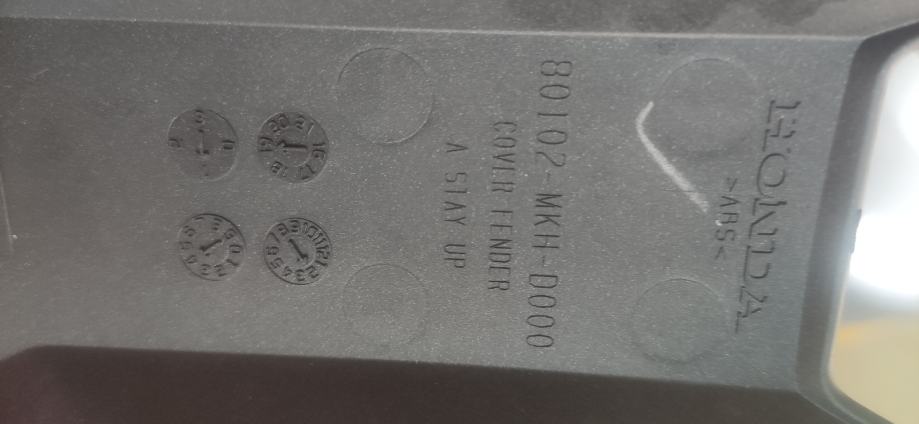 HONDA
>ABS<
80102-MKH-D000
COVER FENDER
A STAY UP